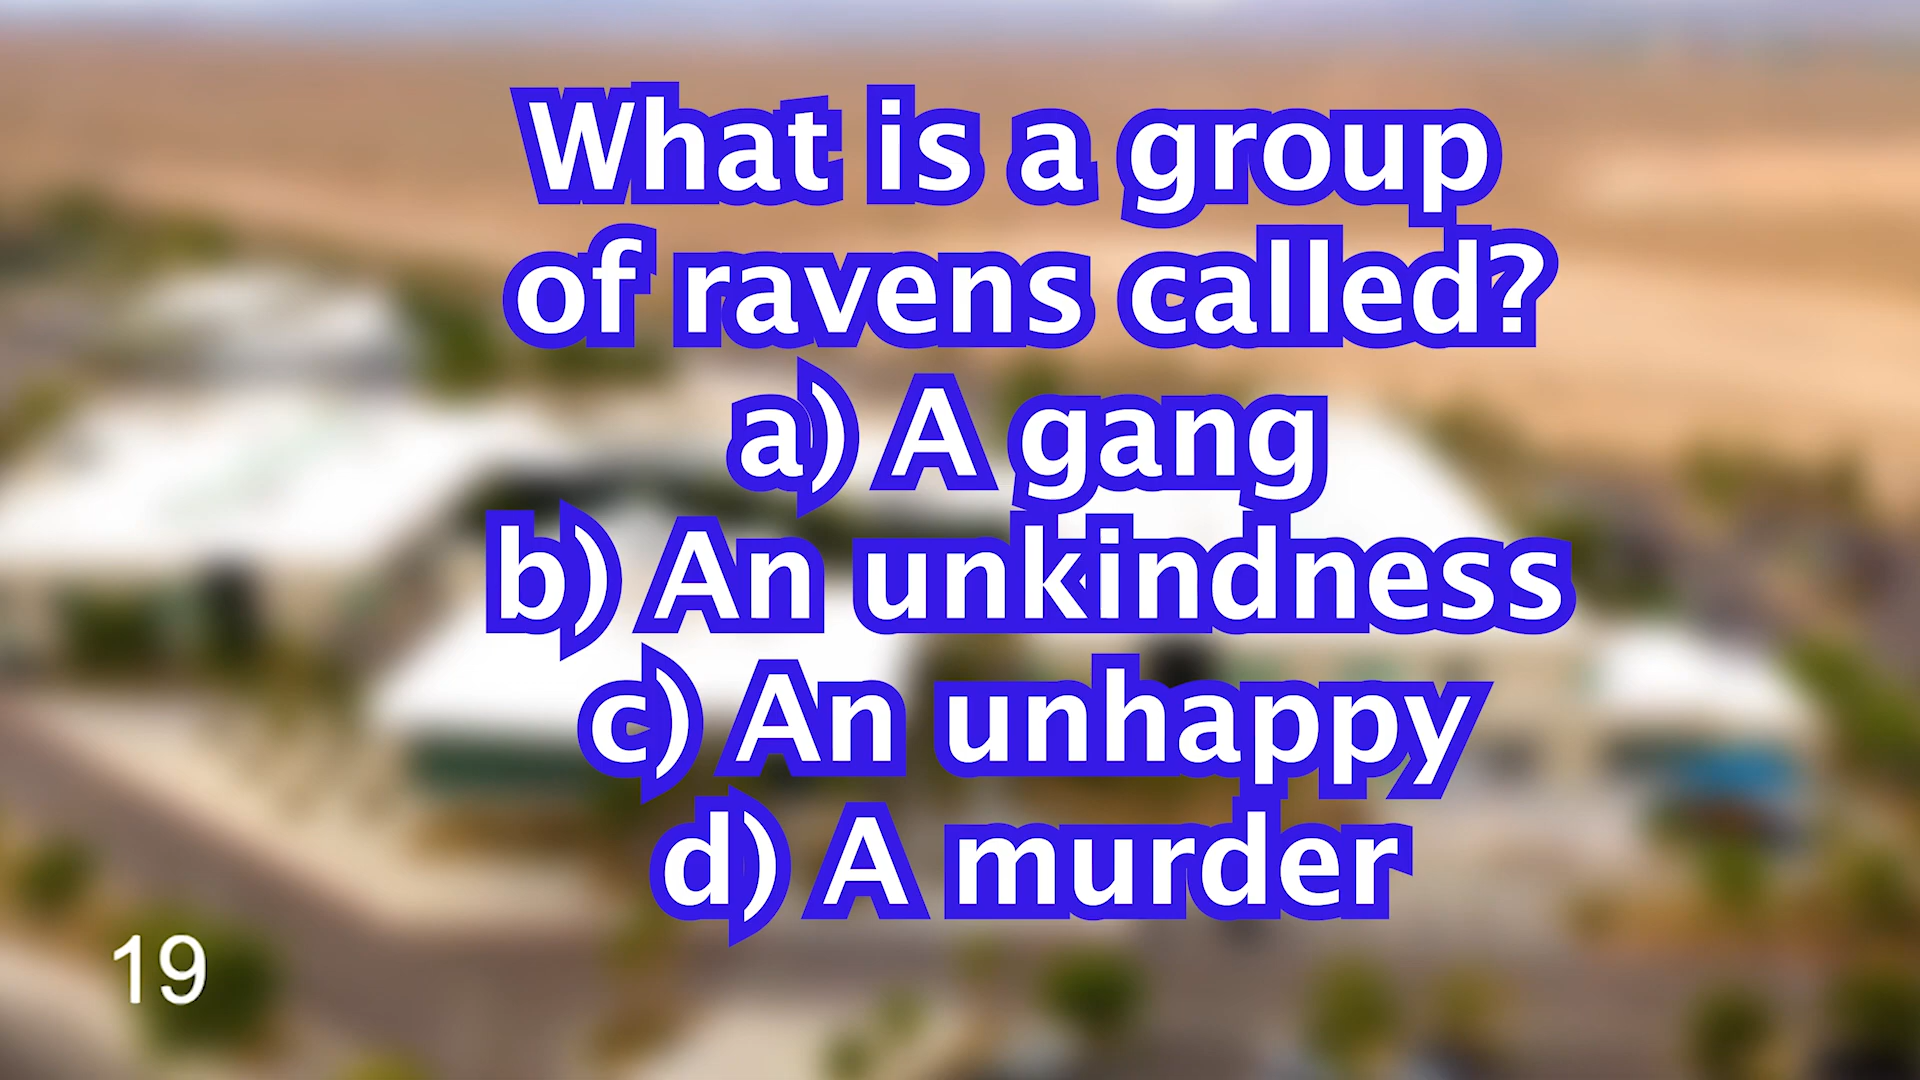 What is a group
of ravens called?
a) A gang
b) An unkindness
c) An unhappy
d) A murder
19